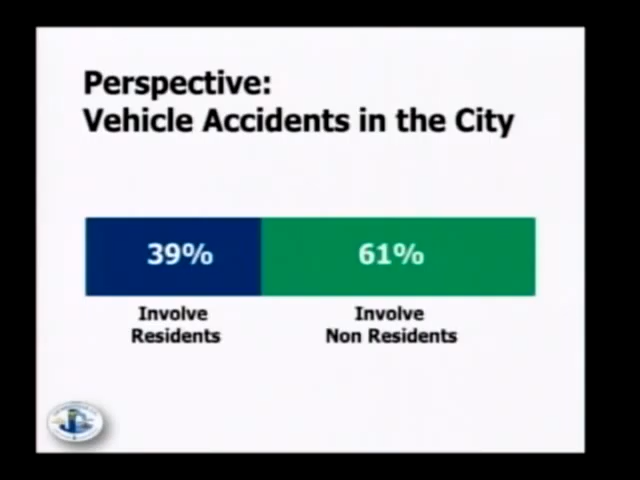 Perspective:
Vehicle Accidents in the City
39%
61%
Involve
Residents
Involve
Non Residents